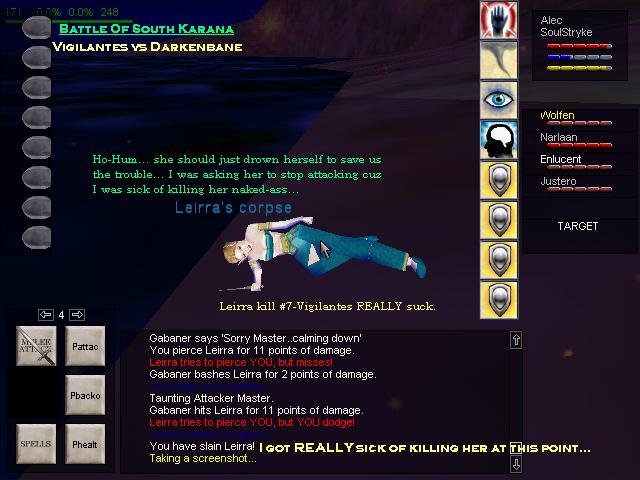 171 0.0% 0.0% 248
Battle Of South Karana
Vigilantes vs Darkenbane
Alec
SoulStryke
Wolfen
Narlaan
Enlucent
Justero
TARGET
Ho-Hum... she should just drown herself to save us
the trouble... I was asking her to stop attacking cuz
I was sick of killing her naked-ass...
Leirra's corpse
Leirra kill #7-Vigilantes REALLY suck.
4
MELEE ATTACK
Pattac
Pbacko
SPELLS
Phealt
Gabaner says 'Sorry Master..calming down'
You pierce Leirra for 11 points of damage.
Leirra tries to pierce YOU, but misses!
Gabaner bashes Leirra for 2 points of damage.
Taunting Attacker Master.
Gabaner hits Leirra for 11 points of damage.
Leirra tries to pierce YOU, but YOU dodge!
You have slain Leirra!
I got REALLY sick of killing her at this point...
Taking a screenshot...